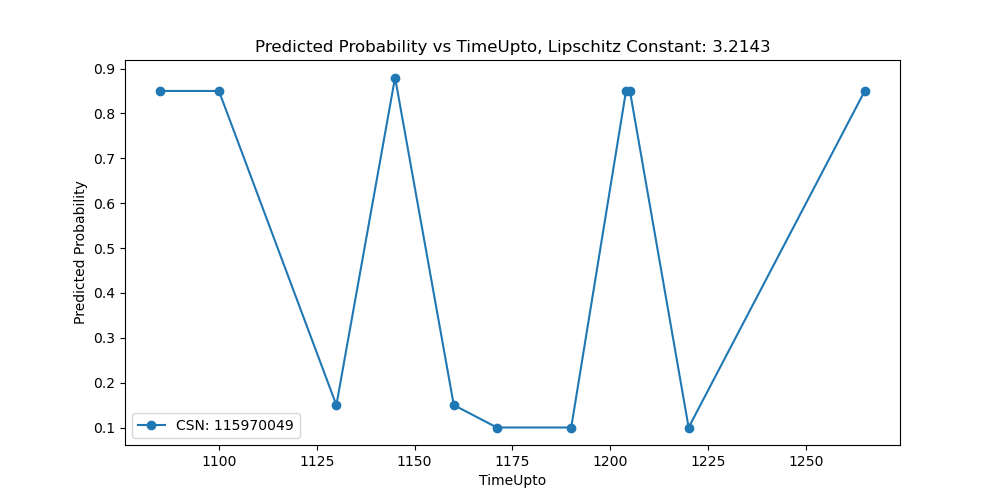 Predicted Probability vs TimeUpto, Lipschitz Constant: 3.2143
0.9
0.8
0.7
0.6
0.5
0.4
0.3
0.2
0.1
Predicted Probability
CSN: 115970049
1100 1125 1150 1175 1200 1225 1250
TimeUpto